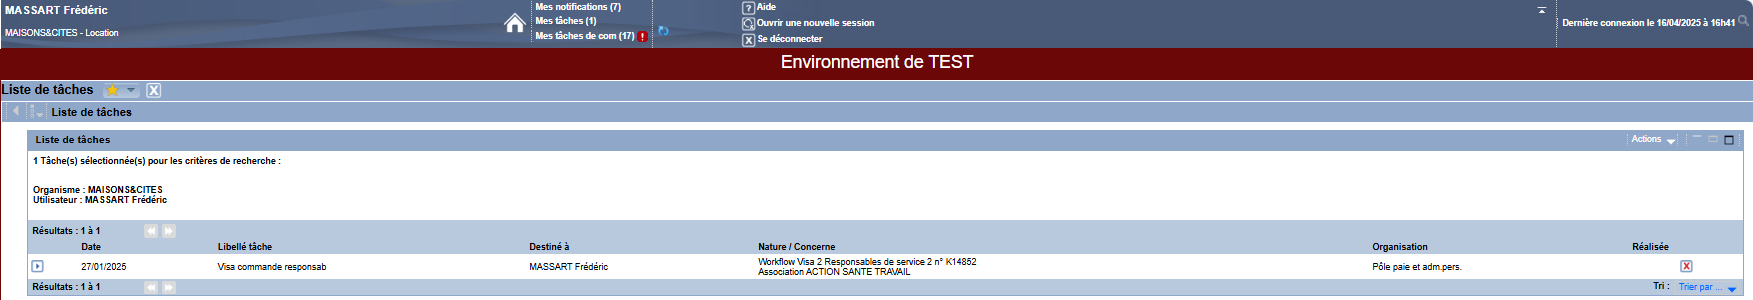 MASSART Frédéric
MAISONS&CITES - Location
Mes notifications (7)
Mes tâches (1)
Mes tâches de com (17)
Aide
Ouvrir une nouvelle session
Se déconnecter
Dernière connexion le 16/04/2025 à 16h41
Environnement de TEST
Liste de tâches
Liste de tâches
Liste de tâches
Actions
1 Tâche(s) sélectionnée(s) pour les critères de recherche :
Organisme : MAISONS&CITES
Utilisateur : MASSART Frédéric
Résultats : 1 à 1
Date Libellé tâche Destiné à Nature / Concerne Organisation Réalisée
27/01/2025 Visa commande responsab MASSART Frédéric Workflow Visa 2 Responsables de service 2 n° K14852 Pôle paie et adm.pers.
Association ACTION SANTE TRAVAIL
Résultats : 1 à 1
Tri : Trier par ...